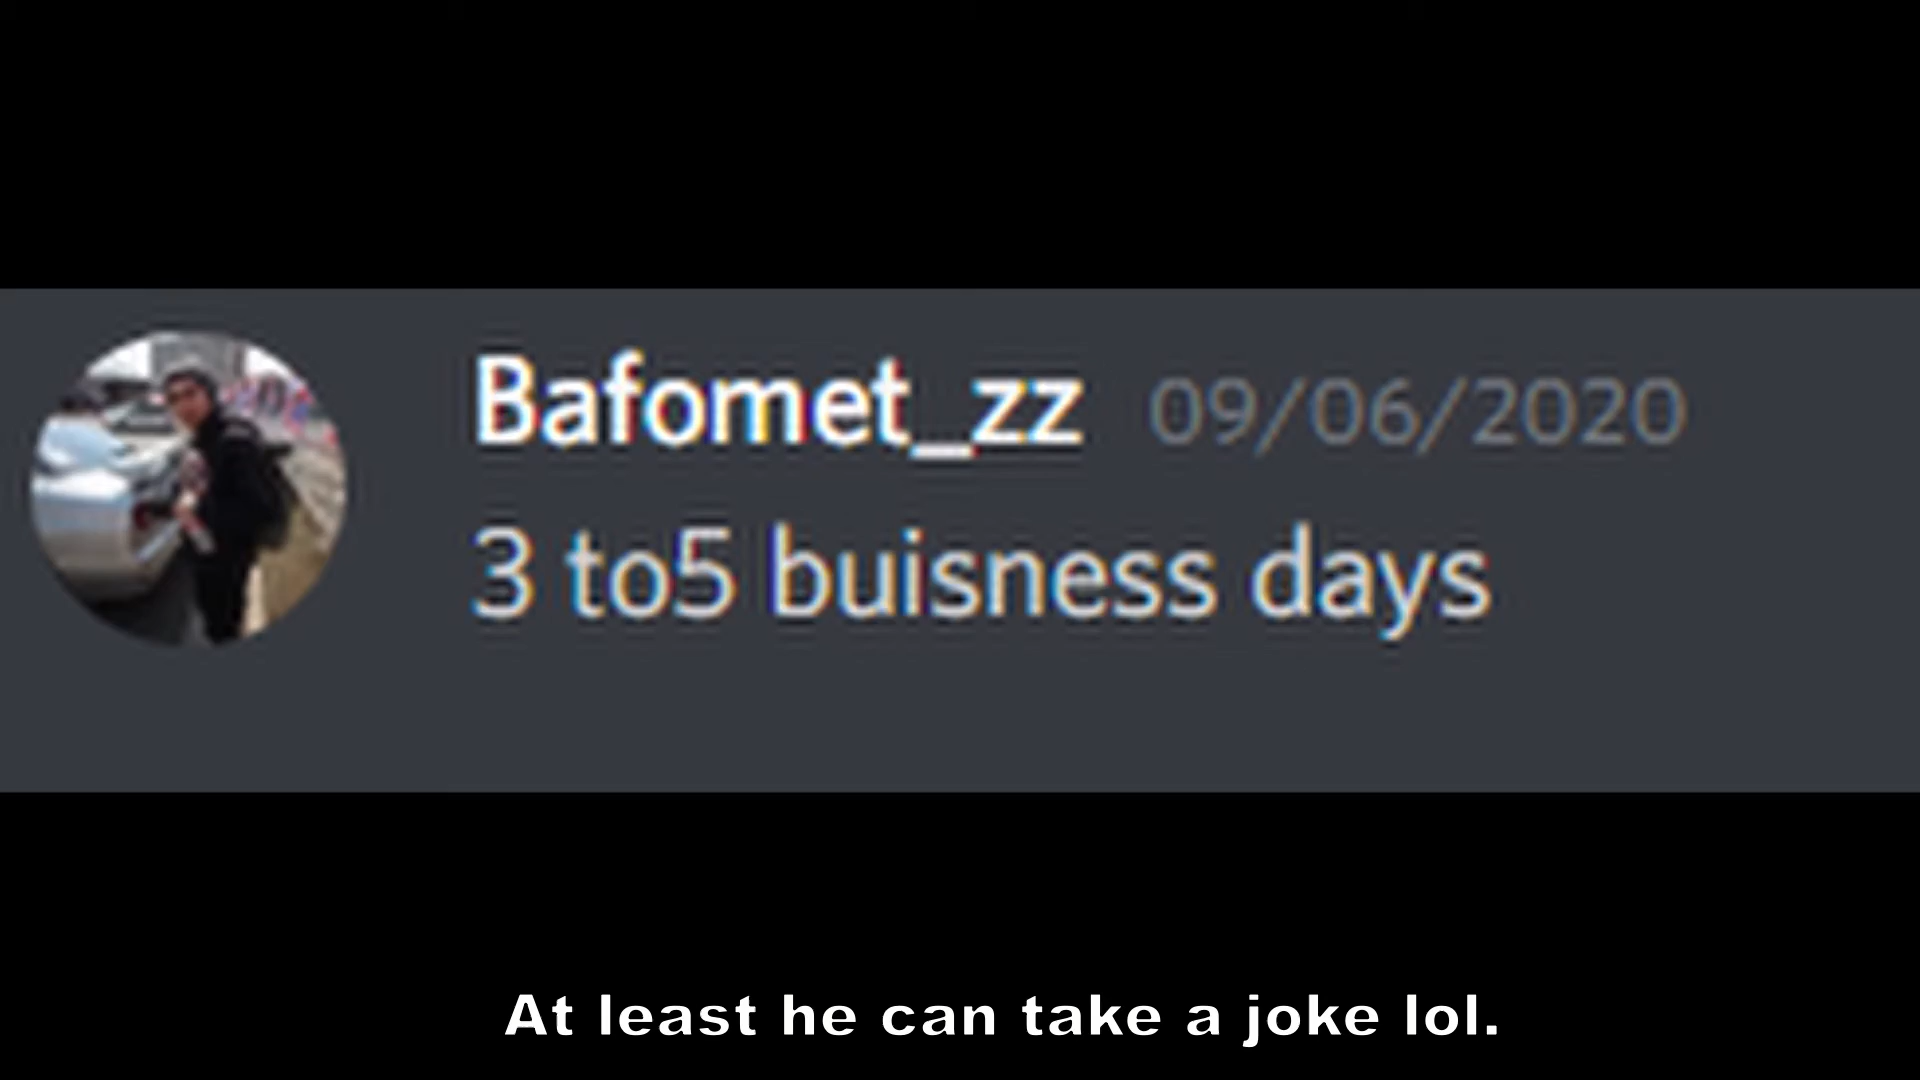 Bafomet_zz 09/06/2020
3 to5 buisness days
At least he can take a joke lol.